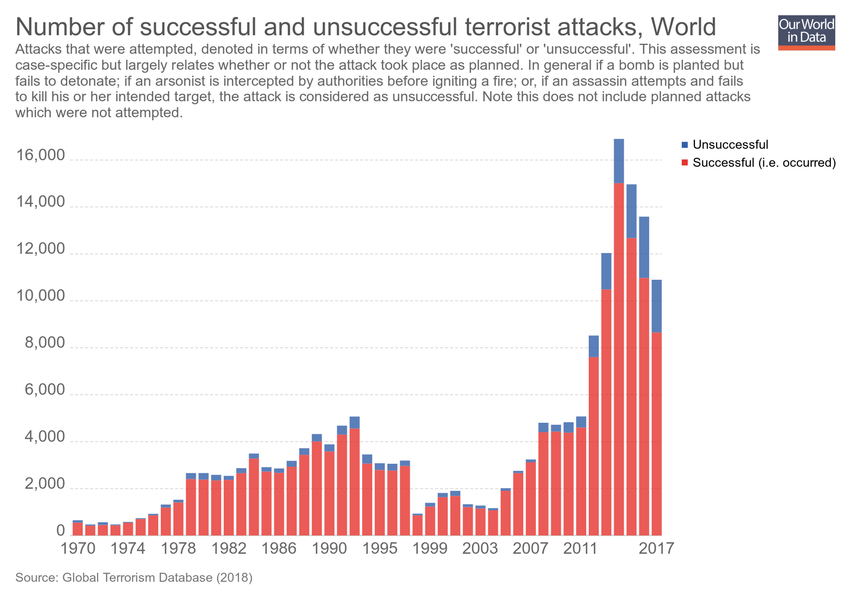 Number of successful and unsuccessful terrorist attacks, World
Our World
in Data
Attacks that were attempted, denoted in terms of whether they were 'successful' or 'unsuccessful'. This assessment is
case-specific but largely relates whether or not the attack took place as planned. In general if a bomb is planted but
fails to detonate; if an arsonist is intercepted by authorities before igniting a fire; or, if an assassin attempts and fails
to kill his or her intended target, the attack is considered as unsuccessful. Note this does not include planned attacks
which were not attempted.
Unsuccessful
Successful (i.e. occurred)
16,000
14,000
12,000
10,000
8,000
6,000
4,000
2,000
0
1970 1974 1978 1982 1986 1990 1995 1999 2003 2007 2011 2017
Source: Global Terrorism Database (2018)